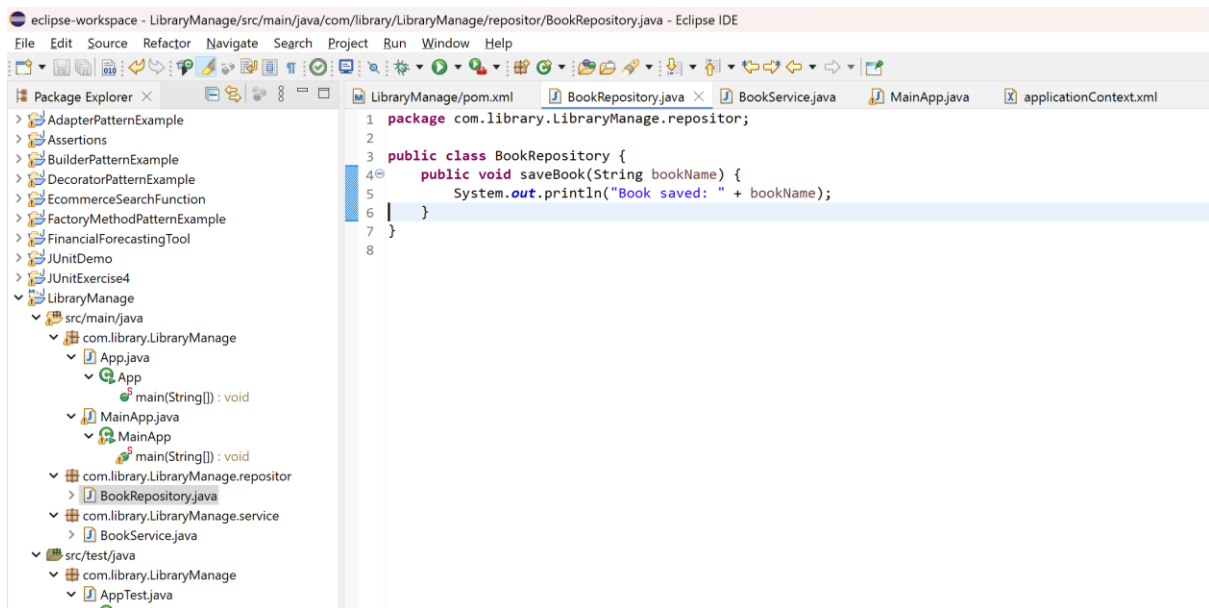 eclipse-workspace - LibraryManage/src/main/java/com/library/LibraryManage/repositor/BookRepository.java - Eclipse IDE
File Edit Source Refactor Navigate Search Project Run Window Help
Package Explorer
AdapterPatternExample
Assertions
BuilderPatternExample
DecoratorPatternExample
EcommerceSearchFunction
FactoryMethodPatternExample
FinancialForecastingTool
JUnitDemo
JUnitExercise4
LibraryManage
src/main/java
com.library.LibraryManage
App.java
App
main(String[]) : void
MainApp.java
MainApp
main(String[]) : void
com.library.LibraryManage.repositor
BookRepository.java
com.library.LibraryManage.service
BookService.java
src/test/java
com.library.LibraryManage
AppTest.java
LibraryManage/pom.xml BookRepository.java BookService.java MainApp.java applicationContext.xml
1 package com.library.LibraryManage.repositor;
2
3 public class BookRepository {
4 public void saveBook(String bookName) {
5 System.out.println("Book saved: " + bookName);
6 }
7 }
8